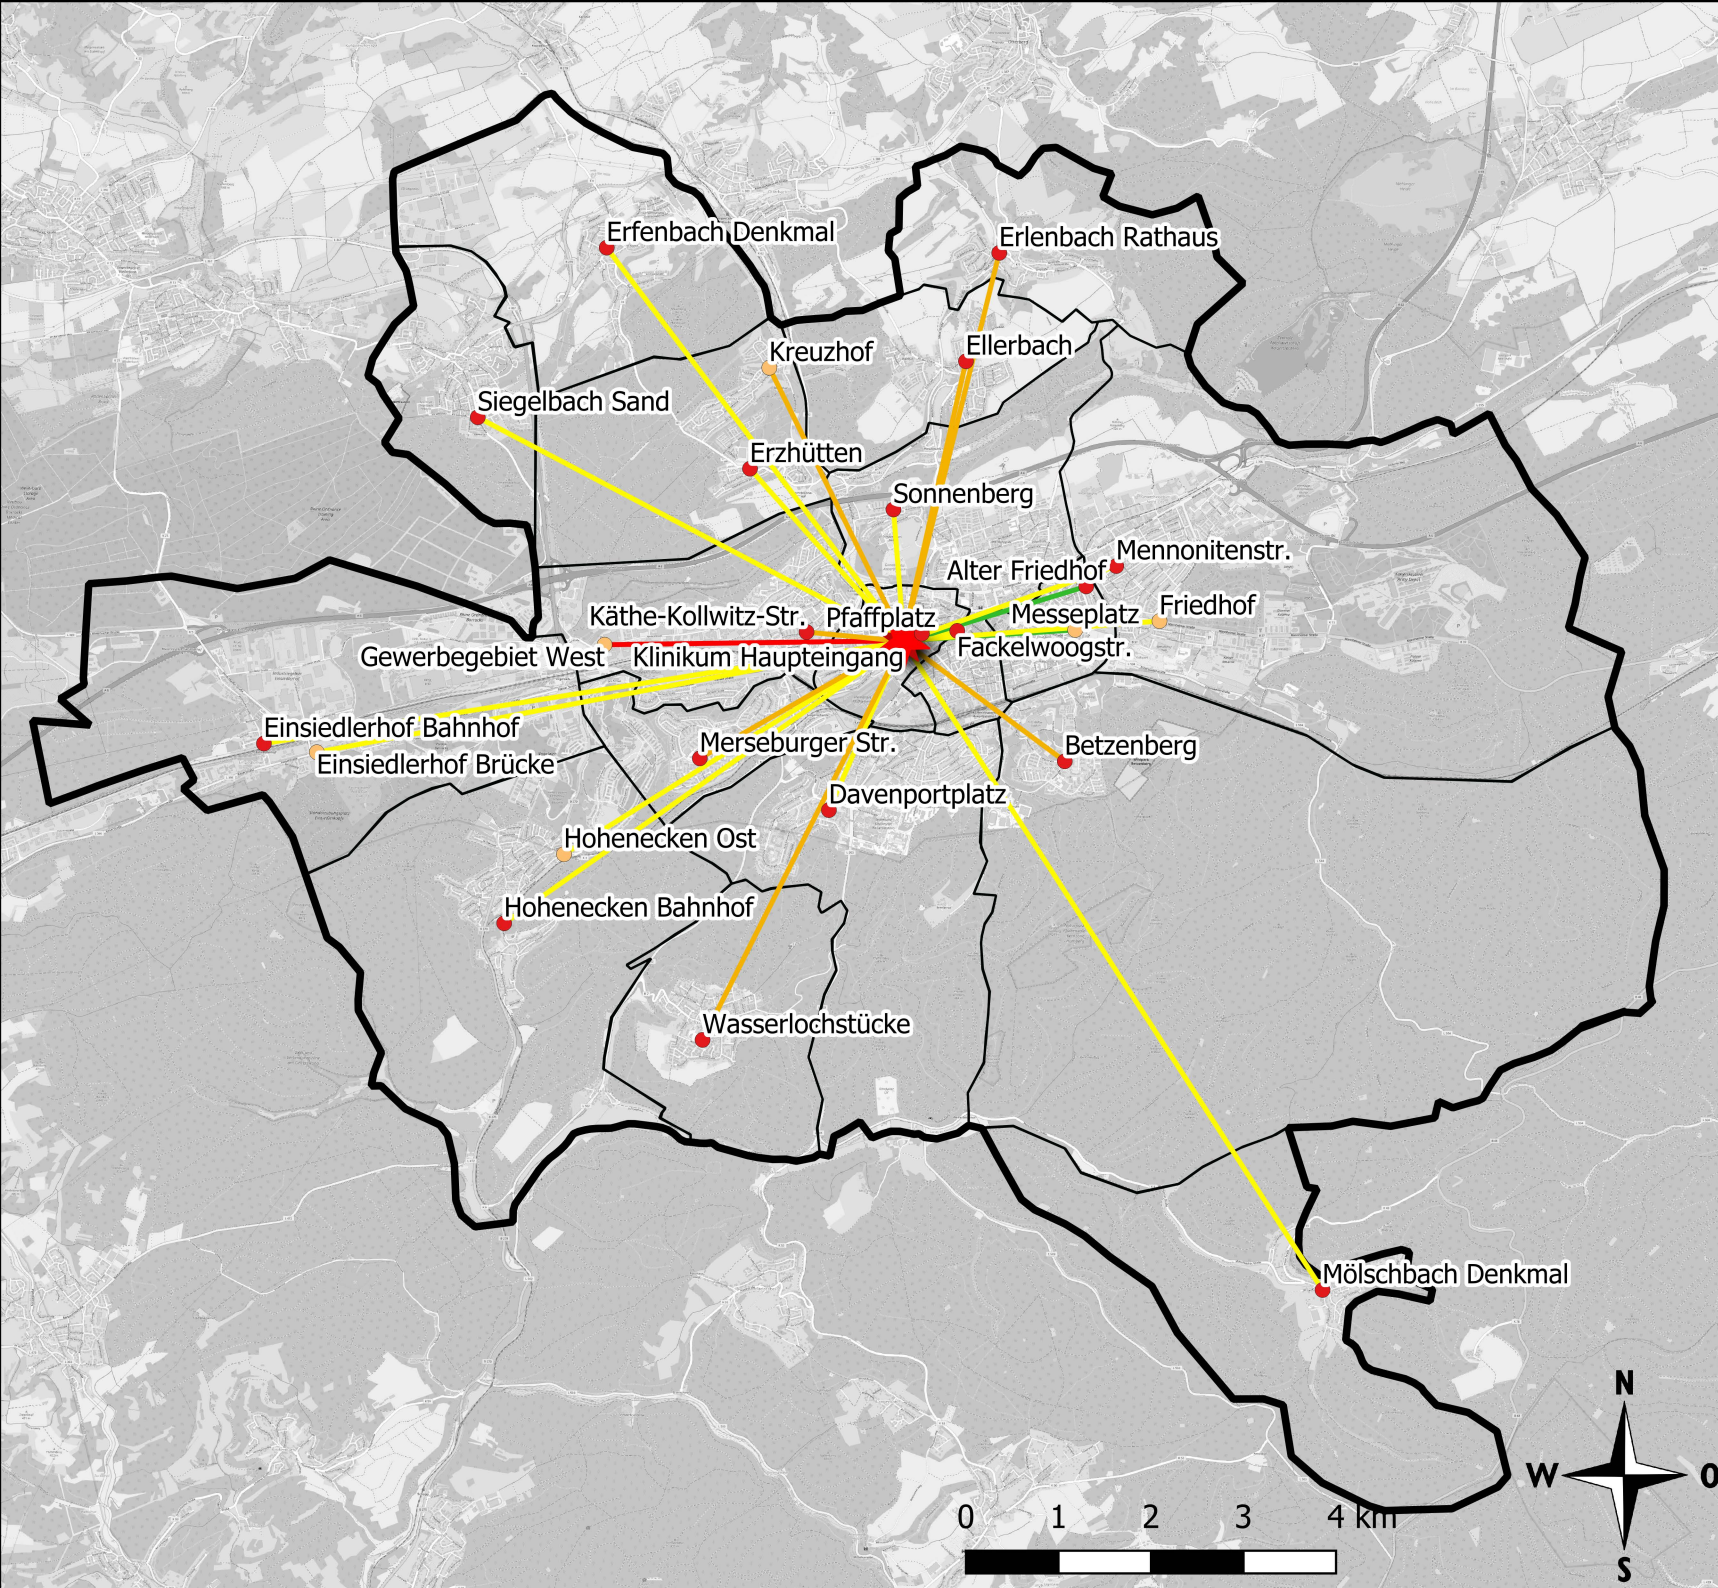 Erfenbach Denkmal
Erlenbach Rathaus
Kreuzhof
Ellerbach
Siegelbach Sand
Erzhütten
Sonnenberg
Mennonitenstr.
Alter Friedhof
Käthe-Kollwitz-Str.
Pfaffplatz
Messeplatz
Friedhof
Gewerbegebiet West
Klinikum Haupteingang
Fackelwoogstr.
Einsiedlerhof Bahnhof
Einsiedlerhof Brücke
Merseburger Str.
Betzenberg
Davenportplatz
Hohenecken Ost
Hohenecken Bahnhof
Wasserlochstücke
Mölschbach Denkmal
N
W
O
S
0 1 2 3 4 km